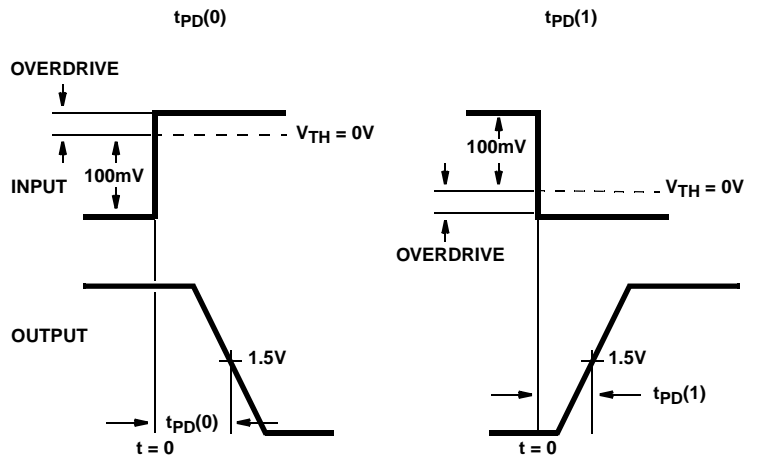 tPD(0)
tPD(1)
OVERDRIVE
VTH = 0V
100mV
INPUT
100mV
VTH = 0V
OVERDRIVE
OUTPUT
1.5V
1.5V
tPD(0)
tPD(1)
t = 0
t = 0